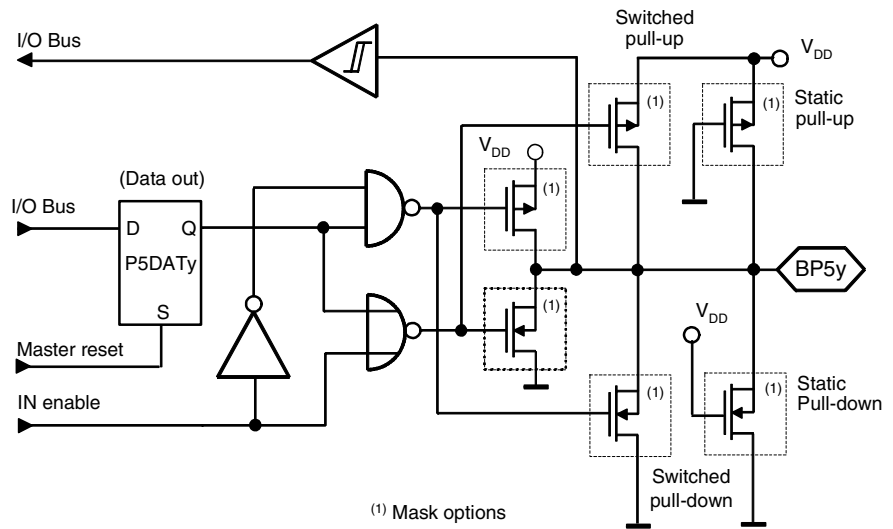 Switched
pull-up
I/O Bus
V_DD
(1)
(1)
Static
pull-up
V_DD
(1)
(Data out)
I/O Bus
D
Q
P5DATy
S
BP5y
(1)
V_DD
Master reset
(1)
(1)
Static
Pull-down
IN enable
Switched
pull-down
(1) Mask options